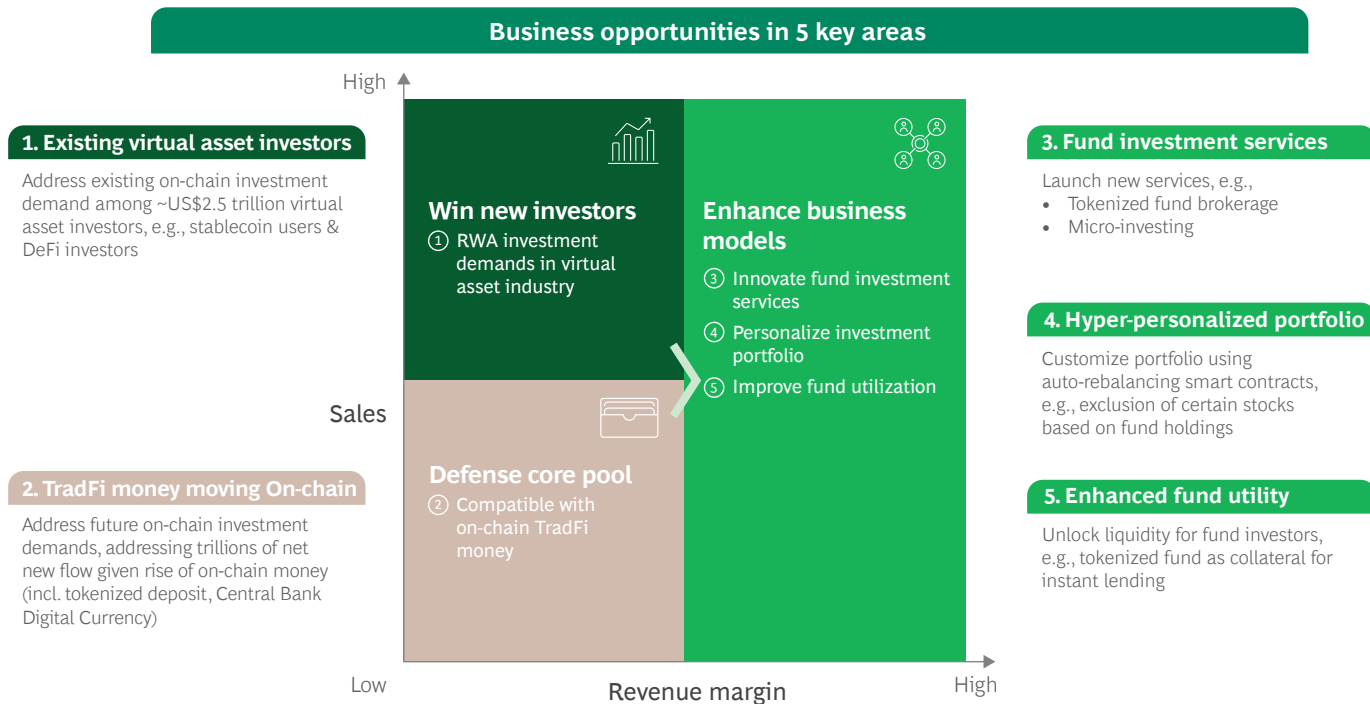 Business opportunities in 5 key areas
High
1. Existing virtual asset investors
Address existing on-chain investment
demand among ~US$2.5 trillion virtual
asset investors, e.g., stablecoin users &
DeFi investors
2. TradFi money moving On-chain
Address future on-chain investment
demands, addressing trillions of net
new flow given rise of on-chain money
(incl. tokenized deposit, Central Bank
Digital Currency)
Sales
Win new investors
1 RWA investment
demands in virtual
asset industry
Defense core pool
2 Compatible with
on-chain TradFi
money
Enhance business
models
3 Innovate fund investment
services
4 Personalize investment
portfolio
5 Improve fund utilization
3. Fund investment services
Launch new services, e.g.,
• Tokenized fund brokerage
• Micro-investing
4. Hyper-personalized portfolio
Customize portfolio using
auto-rebalancing smart contracts,
e.g., exclusion of certain stocks
based on fund holdings
5. Enhanced fund utility
Unlock liquidity for fund investors,
e.g., tokenized fund as collateral for
instant lending
Low
Revenue margin
High